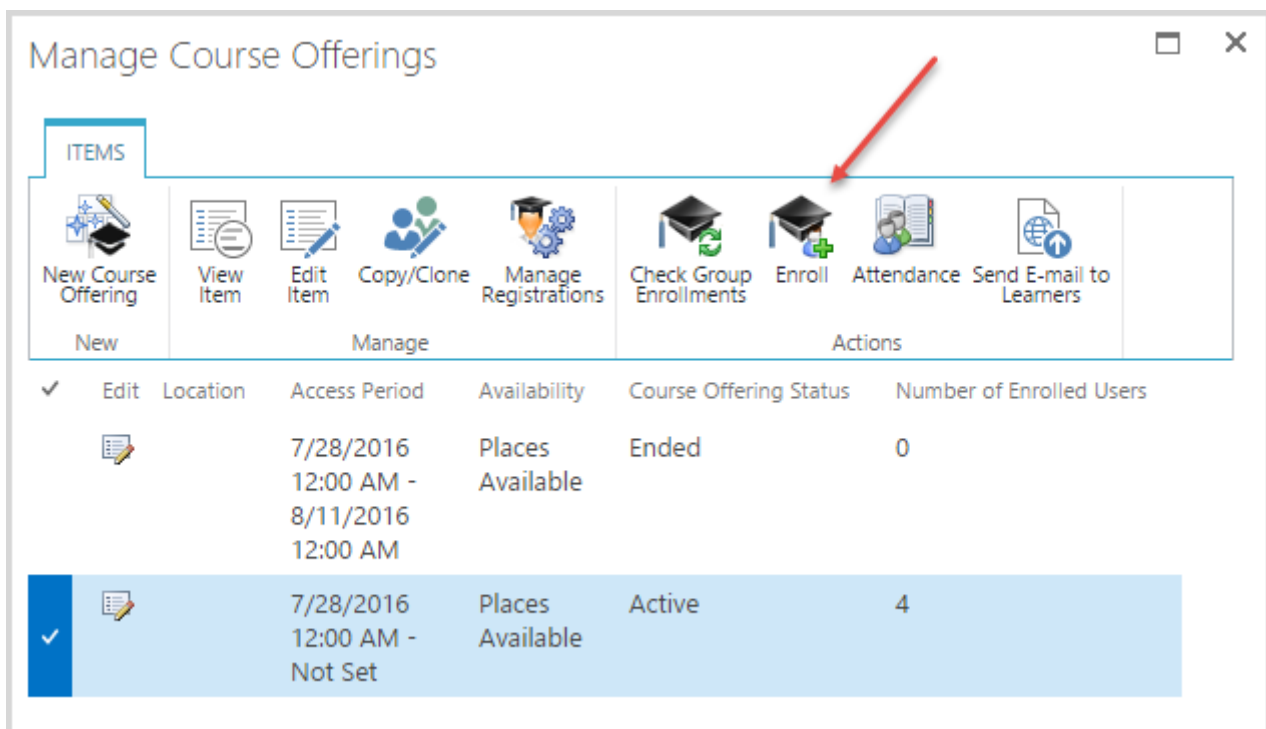 Manage Course Offerings
ITEMS
New Course Offering
View Item
Edit Item
Copy/Clone
Manage Registrations
Check Group Enrollments
Enroll
Attendance
Send E-mail to Learners
New
Manage
Actions
Edit Location Access Period Availability Course Offering Status Number of Enrolled Users
7/28/2016 Places Ended 0
12:00 AM - Available
8/11/2016
12:00 AM
7/28/2016 Places Active 4
12:00 AM - Available
Not Set